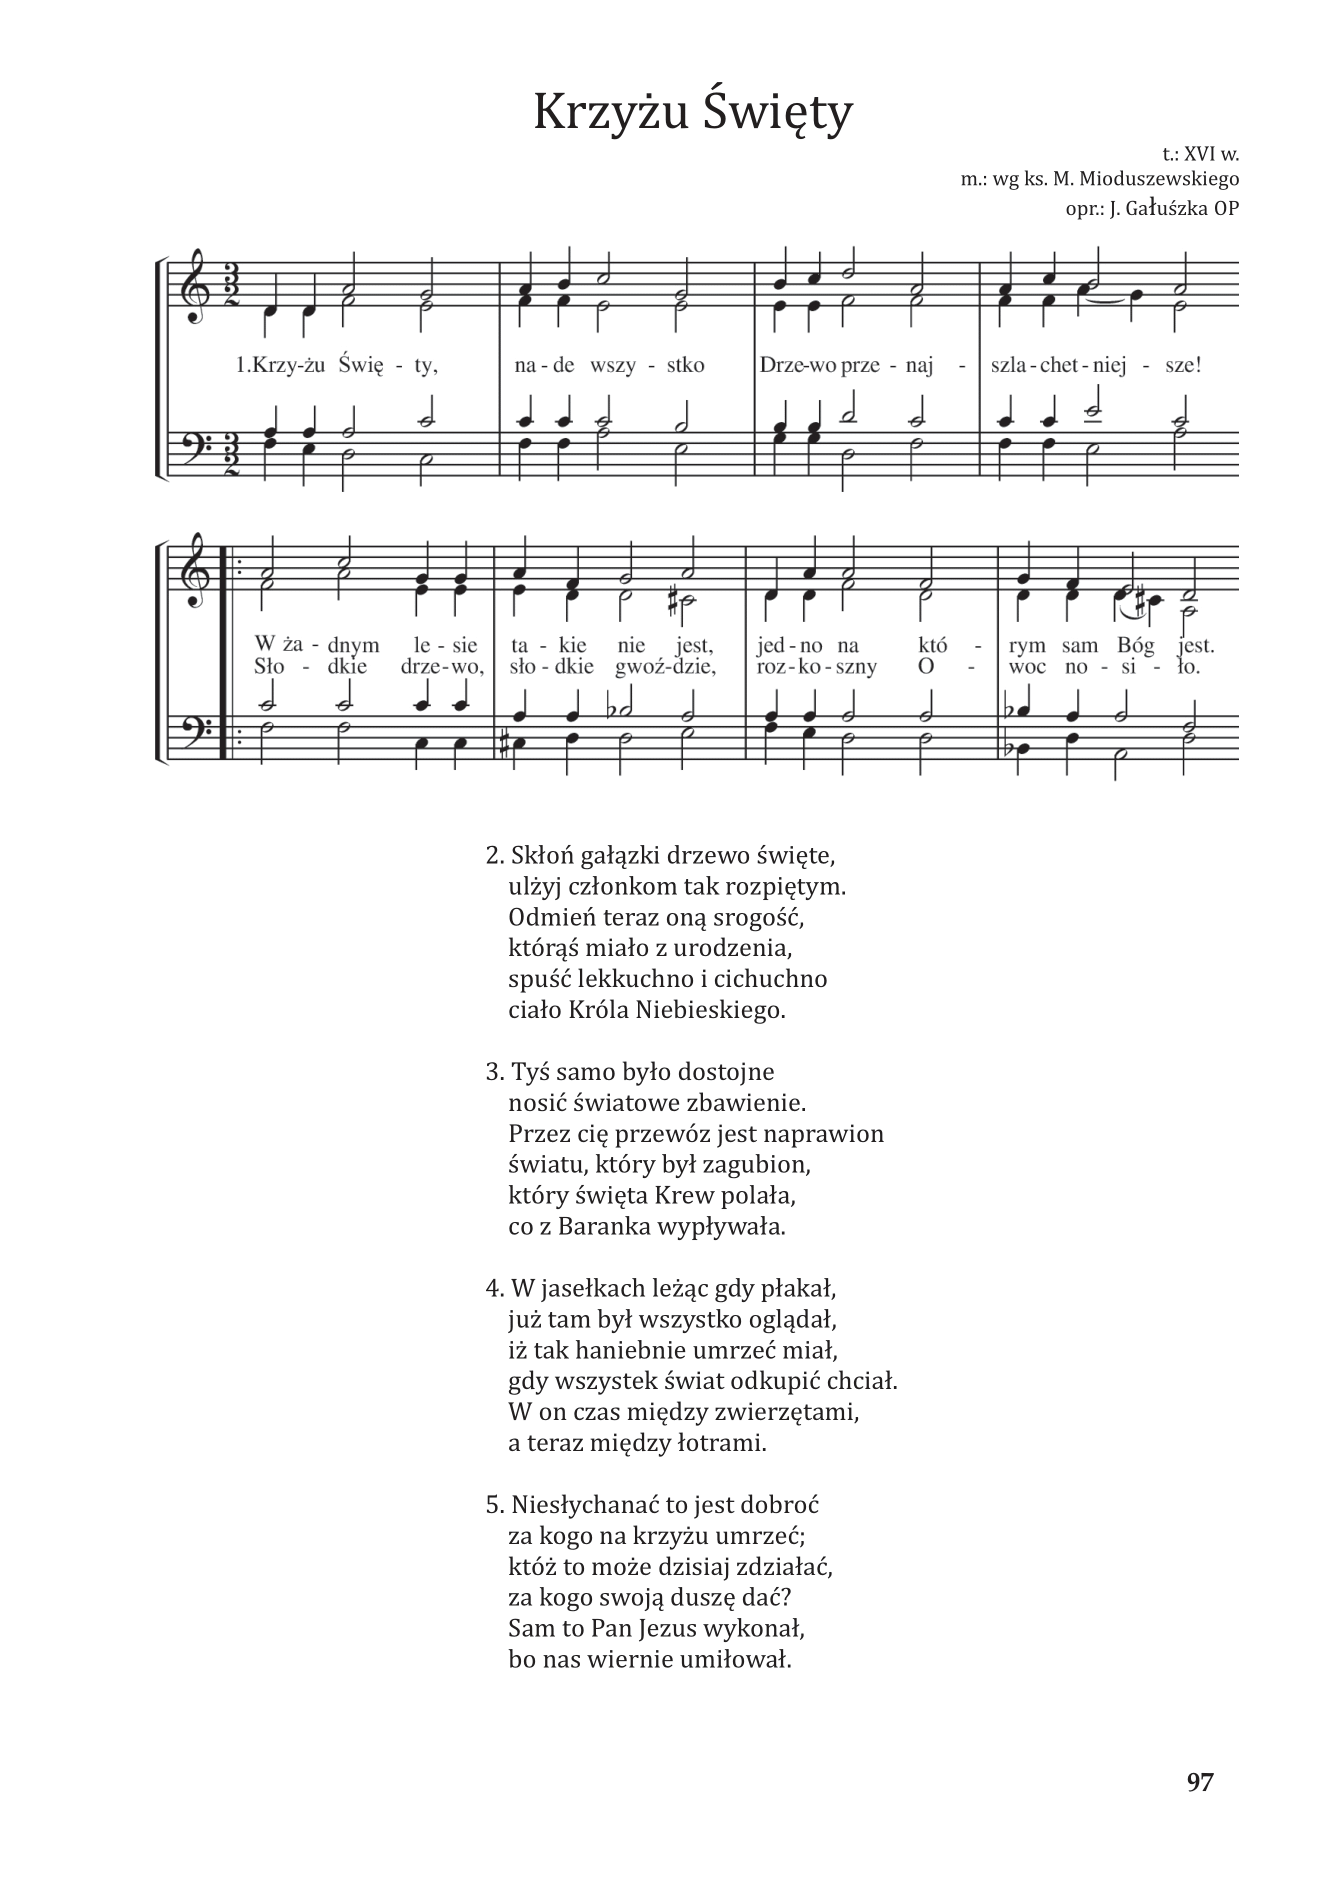 Krzyżu Święty
t.: XVI w.
m.: wg ks. M. Mioduszewskiego
opr.: J. Gałuśzka OP
1.Krzy-żu Świę - ty, na - de wszy - stko Drze-wo prze - naj - szla - chet - niej - sze!
W ża - dnym le - sie ta - kie nie jest, jed - no na któ - rym sam Bóg jest.
Sło - dkie drze - wo, sło - dkie gwoź - dzie, roz - ko - szny O - woc no - si - ło.
2. Skłoń gałązki drzewo święte,
ulżyj członkom tak rozpiętym.
Odmień teraz oną srogość,
którąś miało z urodzenia,
spuść lekkuchno i cichuchno
ciało Króla Niebieskiego.
3. Tyś samo było dostojne
nosić światowe zbawienie.
Przez cię przewóz jest naprawion
światu, który był zagubion,
który święta Krew polała,
co z Baranka wypływała.
4. W jasełkach leżąc gdy płakał,
już tam był wszystko oglądał,
iż tak haniebnie umrzeć miał,
gdy wszystek świat odkupić chciał.
W on czas między zwierzętami,
a teraz między łotrami.
5. Niesłychanać to jest dobroć
za kogo na krzyżu umrzeć;
któż to może dzisiaj zdziałać,
za kogo swoją duszę dać?
Sam to Pan Jezus wykonał,
bo nas wiernie umiłował.
97